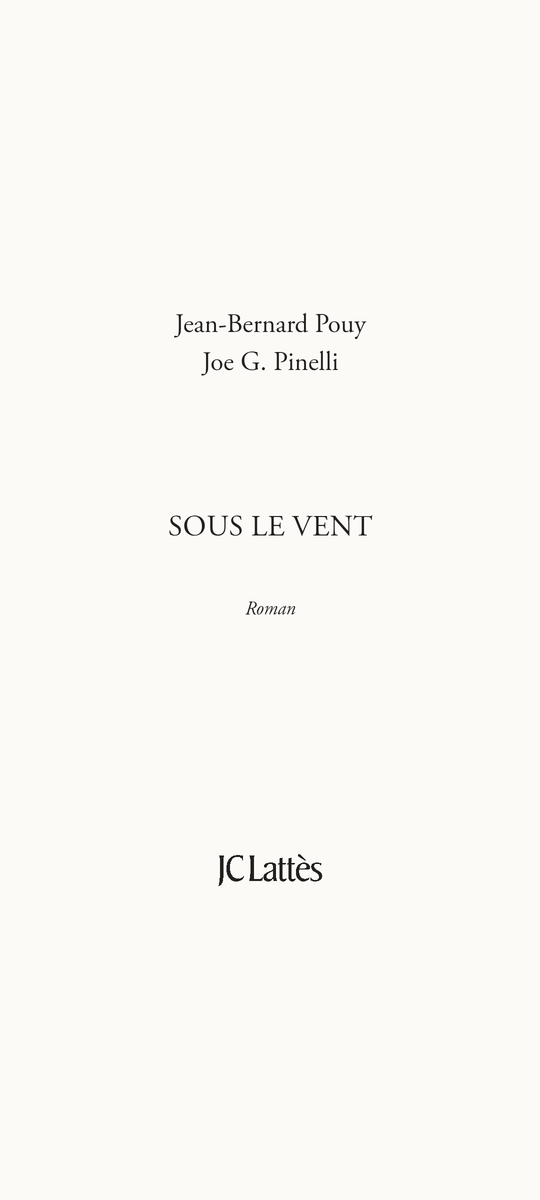 Jean-Bernard Pouy
Joe G. Pinelli
SOUS LE VENT
Roman
JC Lattès